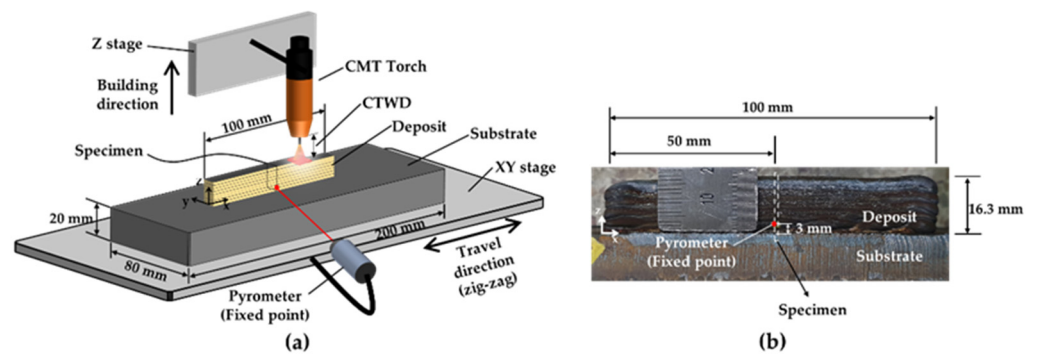 Z stage
Building
direction
CMT Torch
CTWD
100 mm
Deposit
Substrate
Specimen
XY stage
z
y
x
20 mm
200 mm
80 mm
Travel
direction
(zig-zag)
Pyrometer
(Fixed point)
(a)
100 mm
50 mm
10
2
Deposit
16.3 mm
z
x
3 mm
Pyrometer
(Fixed point)
Substrate
Specimen
(b)